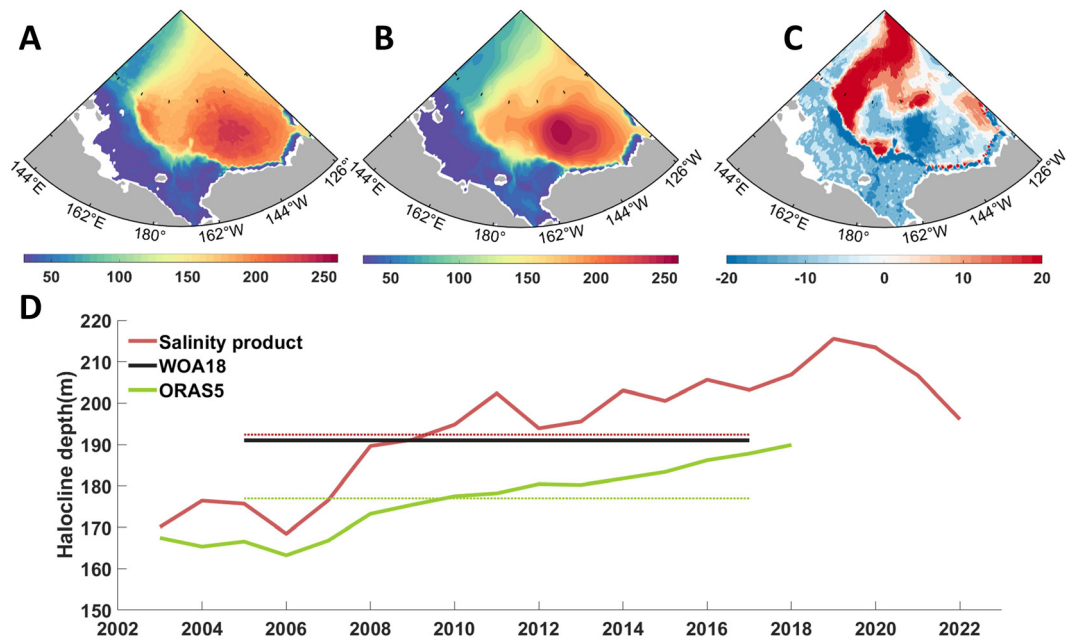 A
B
C
144°E
162°E
180°
162°W
144°W
126°
144°E
162°E
180°
162°W
144°W
126°W
144°E
162°E
180°
162°W
144°W
126°W
50 100 150 200 250
50 100 150 200 250
-20 -10 0 10 20
D
Halocline depth(m)
220
210
200
190
180
170
160
150
Salinity product
WOA18
ORAS5
2002 2004 2006 2008 2010 2012 2014 2016 2018 2020 2022